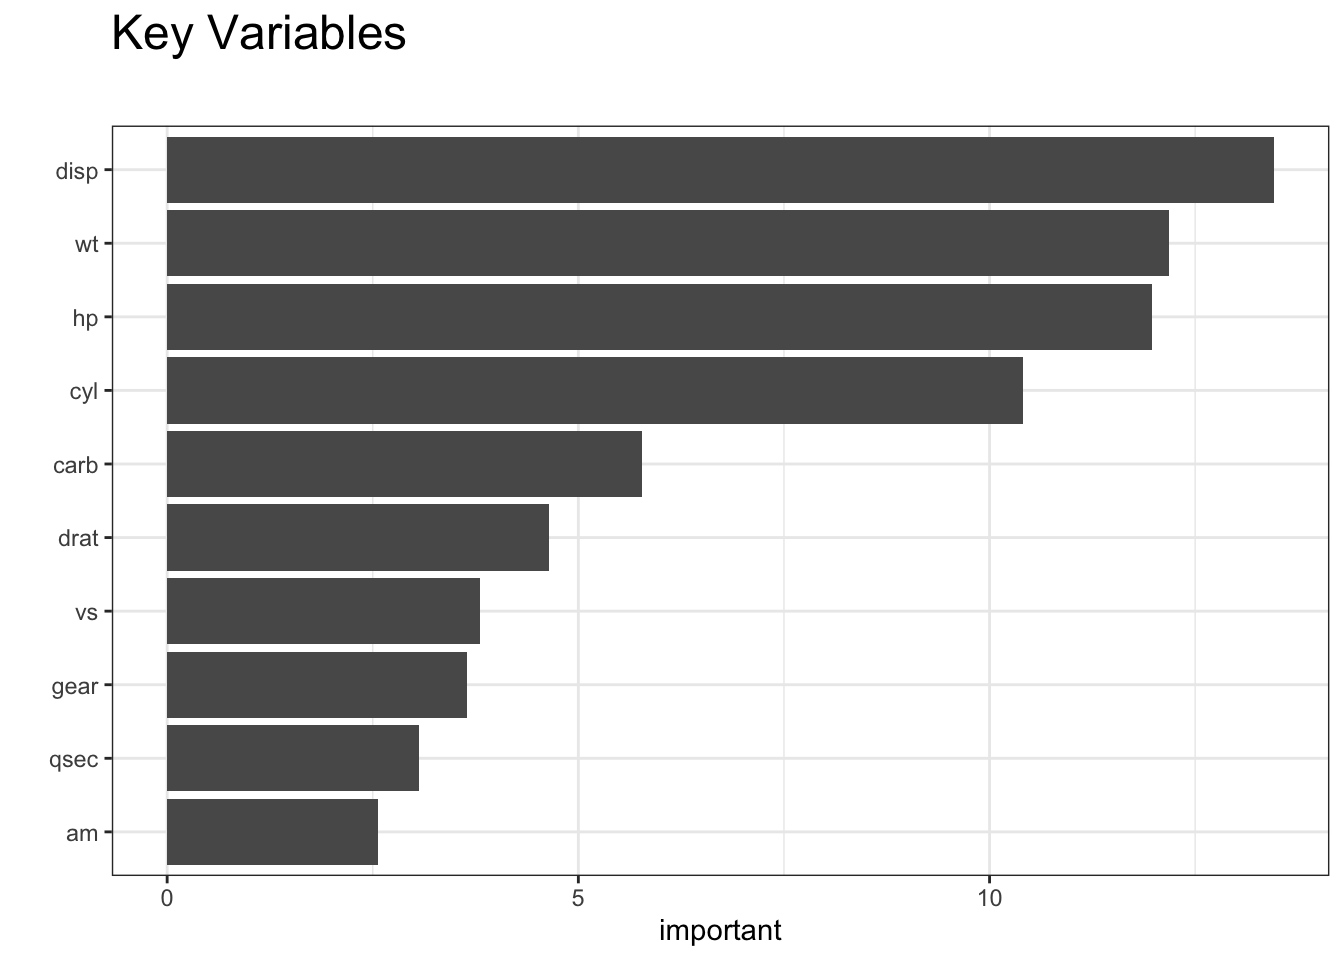 Key Variables
disp
wt
hp
cyl
carb
drat
vs
gear
qsec
am
0 5 10
important